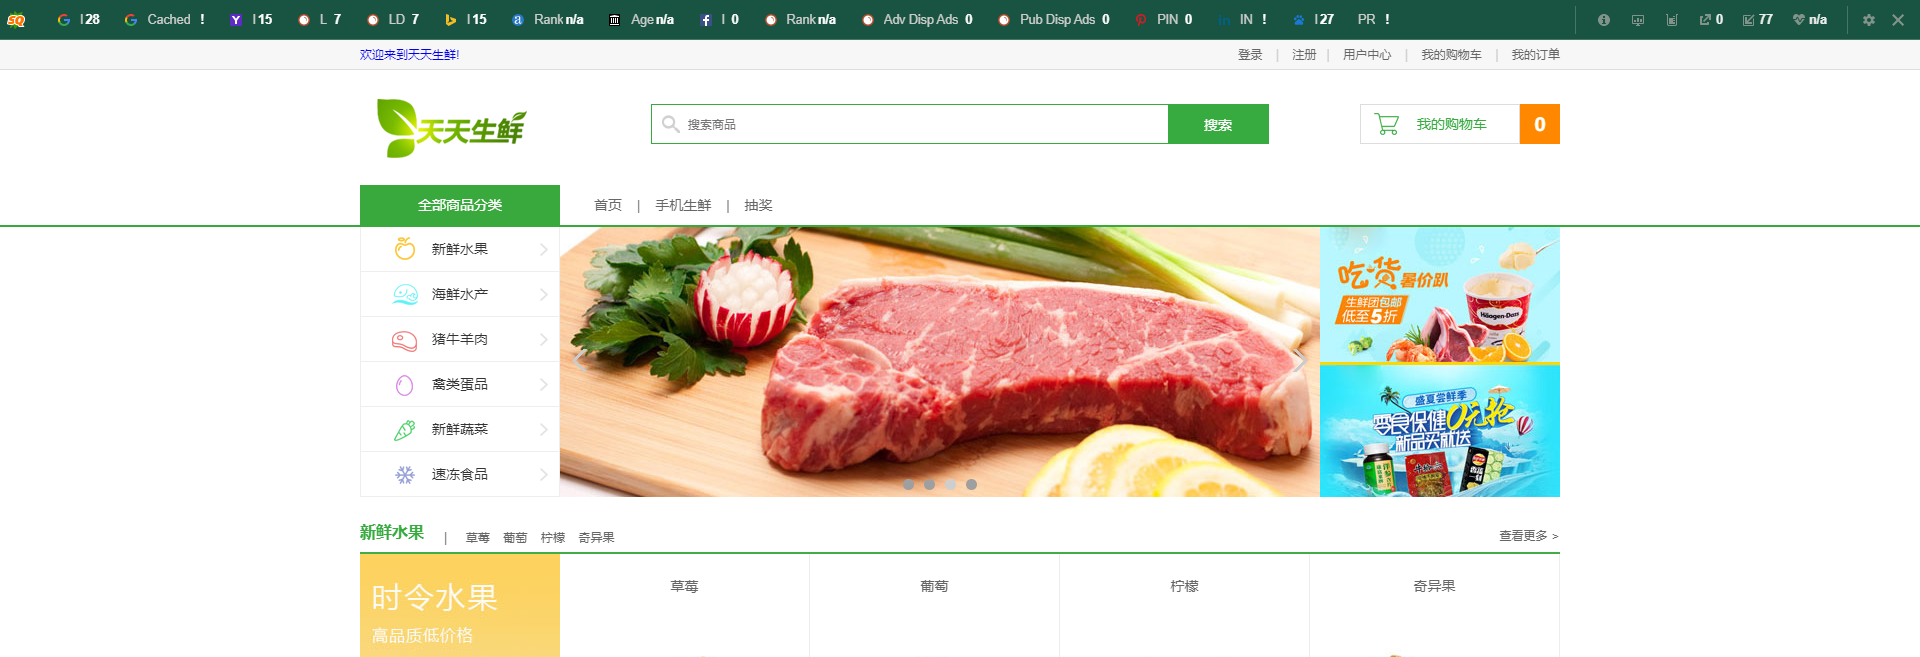 SQ I 28 Cached ! I 15 L 7 LD 7 I 15 Rank n/a Age n/a I 0 Rank n/a Adv Disp Ads 0 Pub Disp Ads 0 PIN 0 in IN ! I 27 PR ! 0 77 n/a
欢迎来到天天生鲜! 登录 | 注册 | 用户中心 | 我的购物车 | 我的订单
天天生鲜 搜索商品 搜索 我的购物车 0
全部商品分类 首页 | 手机生鲜 | 抽奖
新鲜水果
海鲜水产
猪牛羊肉
禽类蛋品
新鲜蔬菜
速冻食品
吃货暑价趴
生鲜团包邮
低至5折
Häagen-Dazs
盛夏尝鲜季
零食保健0元抢
新品买就送
新鲜水果 | 草莓 葡萄 柠檬 奇异果 查看更多 >
时令水果
高品质低价格
草莓 葡萄 柠檬 奇异果